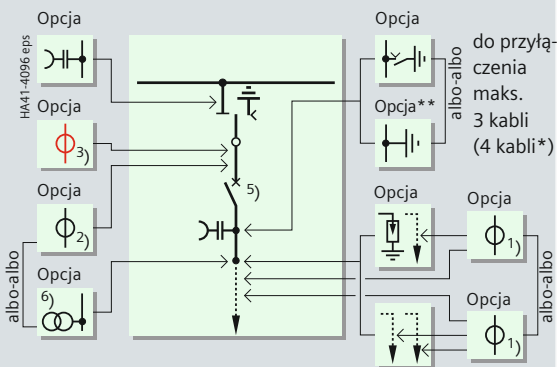 Opcja
HA41-4096 eps
Opcja
3)
Opcja
2)
albo-albo
Opcja
6)
5)
Opcja
Opcja**
albo-albo
do przyłą-
czenia
maks.
3 kabli
(4 kabli*)
Opcja
Opcja
1)
albo-albo
Opcja
1)